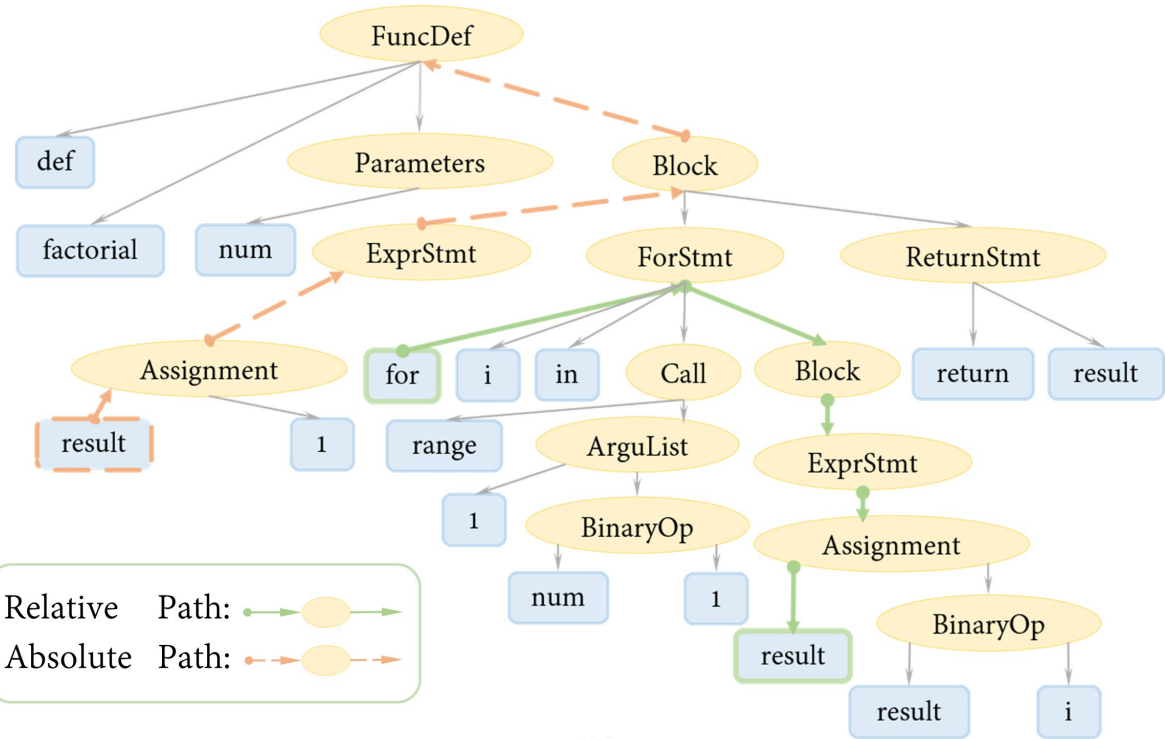 FuncDef
def
Parameters
Block
factorial
num
ExprStmt
ForStmt
ReturnStmt
Assignment
for
i
in
Call
Block
return
result
result
1
range
ArguList
ExprStmt
1
BinaryOp
Assignment
num
1
BinaryOp
result
result
i
Relative Path:
Absolute Path: